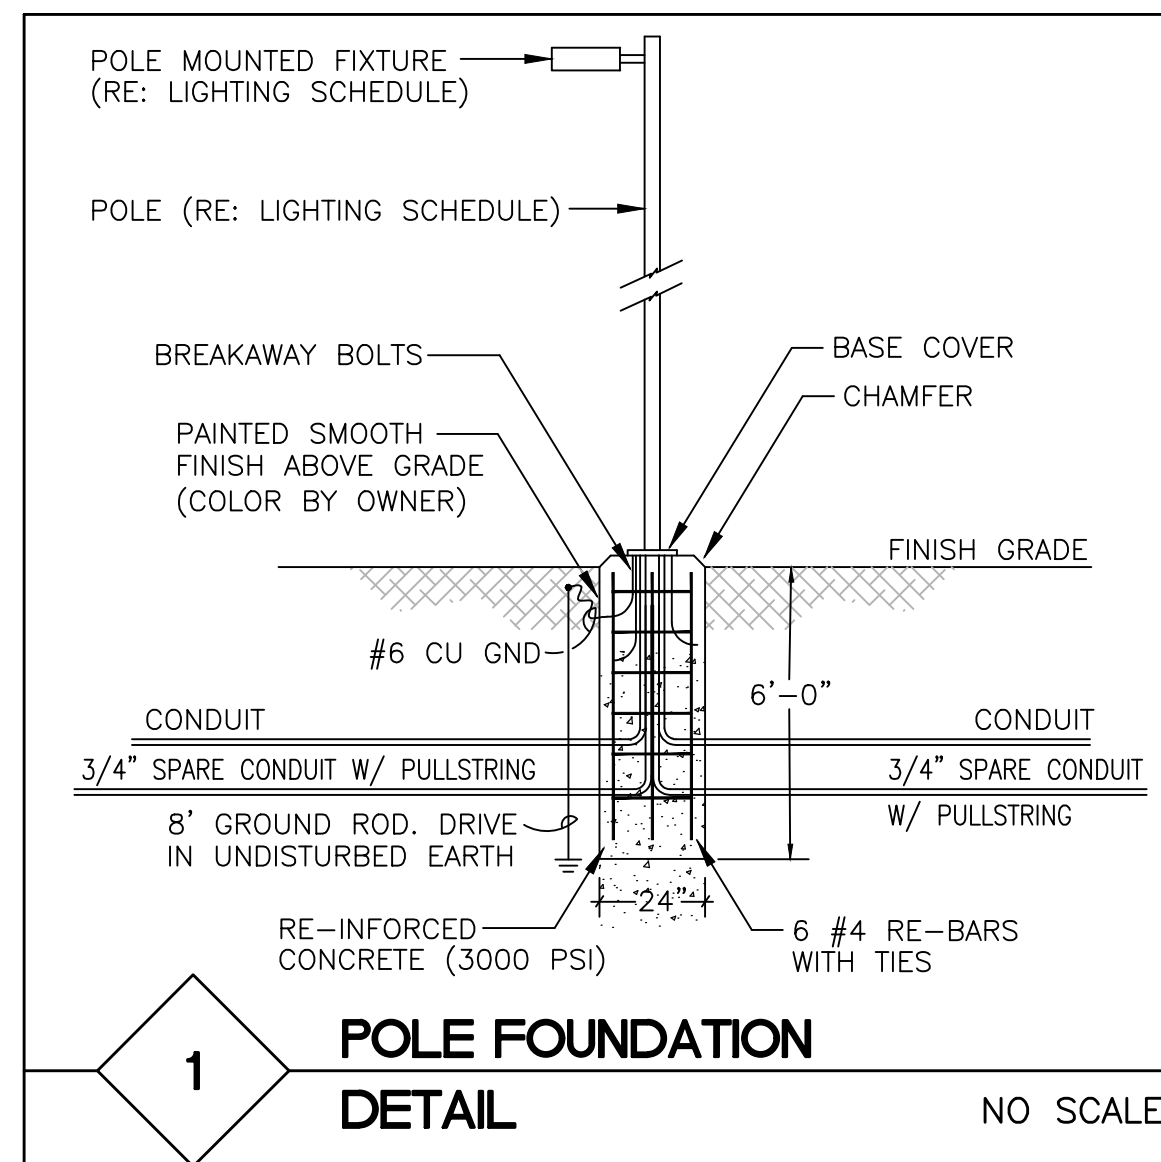 POLE MOUNTED FIXTURE
(RE: LIGHTING SCHEDULE)
POLE (RE: LIGHTING SCHEDULE)
BREAKAWAY BOLTS
BASE COVER
CHAMFER
PAINTED SMOOTH
FINISH ABOVE GRADE
(COLOR BY OWNER)
FINISH GRADE
#6 CU GND
6'-0"
CONDUIT
CONDUIT
3/4" SPARE CONDUIT W/ PULLSTRING
3/4" SPARE CONDUIT
W/ PULLSTRING
8' GROUND ROD. DRIVE
IN UNDISTURBED EARTH
24"
RE-INFORCED
CONCRETE (3000 PSI)
6 #4 RE-BARS
WITH TIES
1
POLE FOUNDATION
DETAIL
NO SCALE